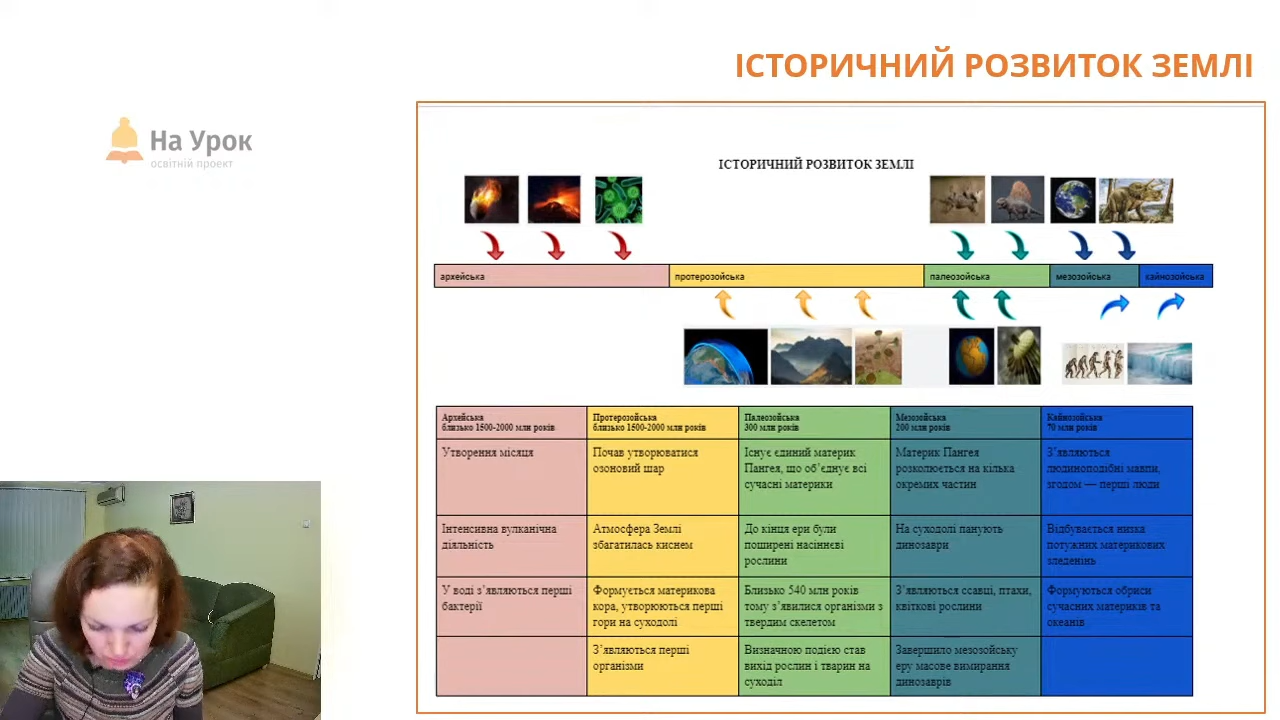 ІСТОРИЧНИЙ РОЗВИТОК ЗЕМЛІ
На Урок
освітній проект
ІСТОРИЧНИЙ РОЗВИТОК ЗЕМЛІ
архейська
протерозойська
палеозойська
мезозойська
кайнозойська
Архейська
близько 1500-2000 млн років
Протерозойська
близько 1500-2000 млн років
Палеозойська
300 млн років
Мезозойська
200 млн років
Кайнозойська
70 млн років
Утворення місяця
Почав утворюватися
озоновий шар
Існує єдиний материк
Пангея, що об’єднує всі
сучасні материки
Материк Пангея
розколюється на кілька
окремих частин
З’являються
людиноподібні мавпи,
згодом — перші люди
Інтенсивна вулканічна
діяльність
Атмосфера Землі
збагатилась киснем
До кінця ери були
поширені насіннєві
рослини
На суходолі панують
динозаври
Відбувається низка
потужних материкових
зледенінь
У воді з’являються перші
бактерії
Формується материкова
кора, утворюються перші
гори на суходолі
Близько 540 млн років
тому з’явилися організми з
твердим скелетом
З’являються ссавці, птахи,
квіткові рослини
Формуються обриси
сучасних материків та
океанів
З’являються перші
організми
Визначною подією став
вихід рослин і тварин на
суходіл
Завершило мезозойську
еру масове вимирання
динозаврів